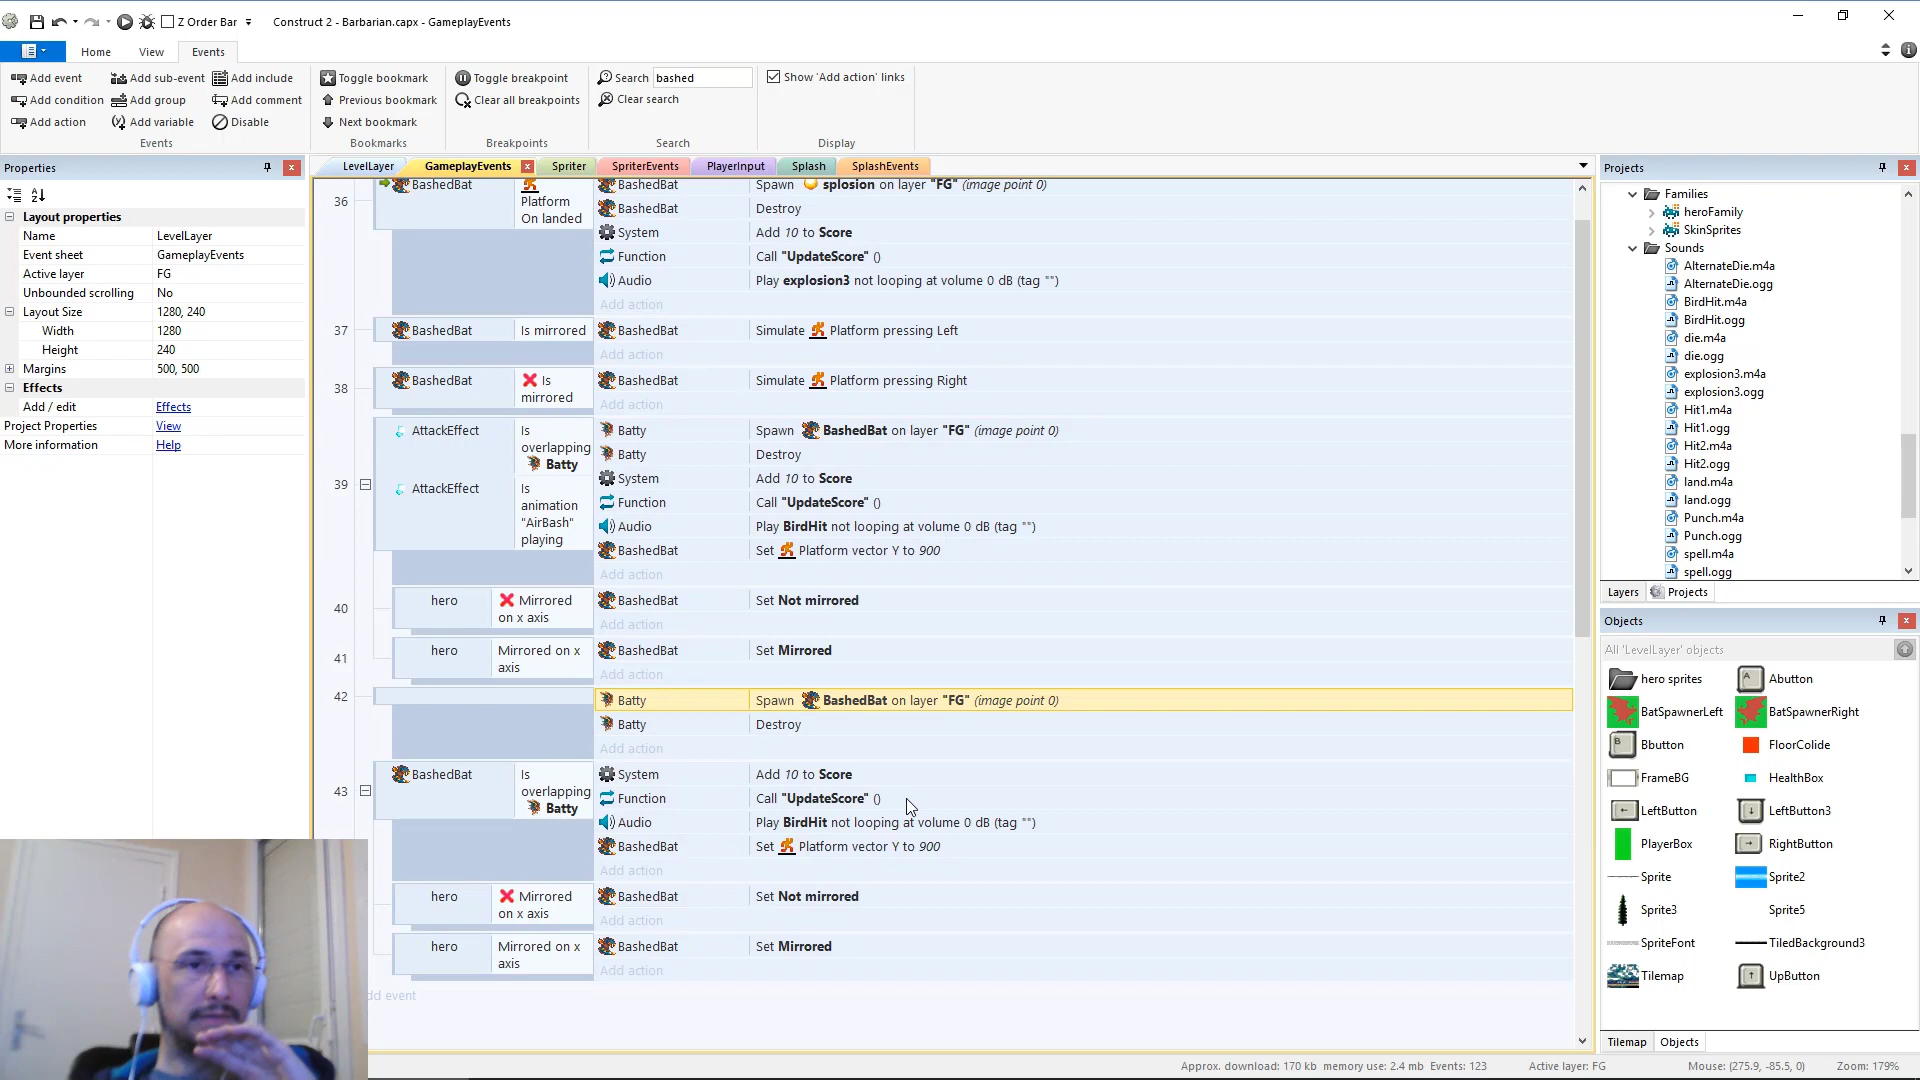 Z Order Bar
Construct 2 - Barbarian.capx - GameplayEvents
Home View Events
Add event Add sub-event Add include
Add condition Add group Add comment
Add action Add variable Disable
Events
Toggle bookmark
Previous bookmark
Next bookmark
Bookmarks
Toggle breakpoint
Clear all breakpoints
Breakpoints
Search bashed
Clear search
Search
Show 'Add action' links
Display
Properties
Layout properties
Name LevelLayer
Event sheet GameplayEvents
Active layer FG
Unbounded scrolling No
Layout Size 1280, 240
Width 1280
Height 240
Margins 500, 500
Effects
Add / edit Effects
Project Properties View
More information Help
LevelLayer GameplayEvents Spriter SpriterEvents PlayerInput Splash SplashEvents
36 BashedBat Platform On landed
BashedBat Spawn splosion on layer "FG" (image point 0)
BashedBat Destroy
System Add 10 to Score
Function Call "UpdateScore" ()
Audio Play explosion3 not looping at volume 0 dB (tag "")
Add action
37 BashedBat Is mirrored
BashedBat Simulate Platform pressing Left
Add action
38 BashedBat Is mirrored
BashedBat Simulate Platform pressing Right
Add action
39 AttackEffect Is overlapping Batty
AttackEffect Is animation "AirBash" playing
Batty Spawn BashedBat on layer "FG" (image point 0)
Batty Destroy
System Add 10 to Score
Function Call "UpdateScore" ()
Audio Play BirdHit not looping at volume 0 dB (tag "")
BashedBat Set Platform vector Y to 900
Add action
40 hero Mirrored on x axis
BashedBat Set Not mirrored
Add action
41 hero Mirrored on x axis
BashedBat Set Mirrored
Add action
42 Batty Spawn BashedBat on layer "FG" (image point 0)
Batty Destroy
Add action
43 BashedBat Is overlapping Batty
System Add 10 to Score
Function Call "UpdateScore" ()
Audio Play BirdHit not looping at volume 0 dB (tag "")
BashedBat Set Platform vector Y to 900
Add action
hero Mirrored on x axis
BashedBat Set Not mirrored
Add action
hero Mirrored on x axis
BashedBat Set Mirrored
Add action
dd event
Projects
Families
heroFamily
SkinSprites
Sounds
AlternateDie.m4a
AlternateDie.ogg
BirdHit.m4a
BirdHit.ogg
die.m4a
die.ogg
explosion3.m4a
explosion3.ogg
Hit1.m4a
Hit1.ogg
Hit2.m4a
Hit2.ogg
land.m4a
land.ogg
Punch.m4a
Punch.ogg
spell.m4a
spell.ogg
Layers Projects
Objects
All 'LevelLayer' objects
hero sprites Abutton
BatSpawnerLeft BatSpawnerRight
Bbutton FloorColide
FrameBG HealthBox
LeftButton LeftButton3
PlayerBox RightButton
Sprite Sprite2
Sprite3 Sprite5
SpriteFont TiledBackground3
Tilemap UpButton
Tilemap Objects
Approx. download: 170 kb memory use: 2.4 mb Events: 123 Active layer: FG Mouse: (275.9, -85.5, 0) Zoom: 179%